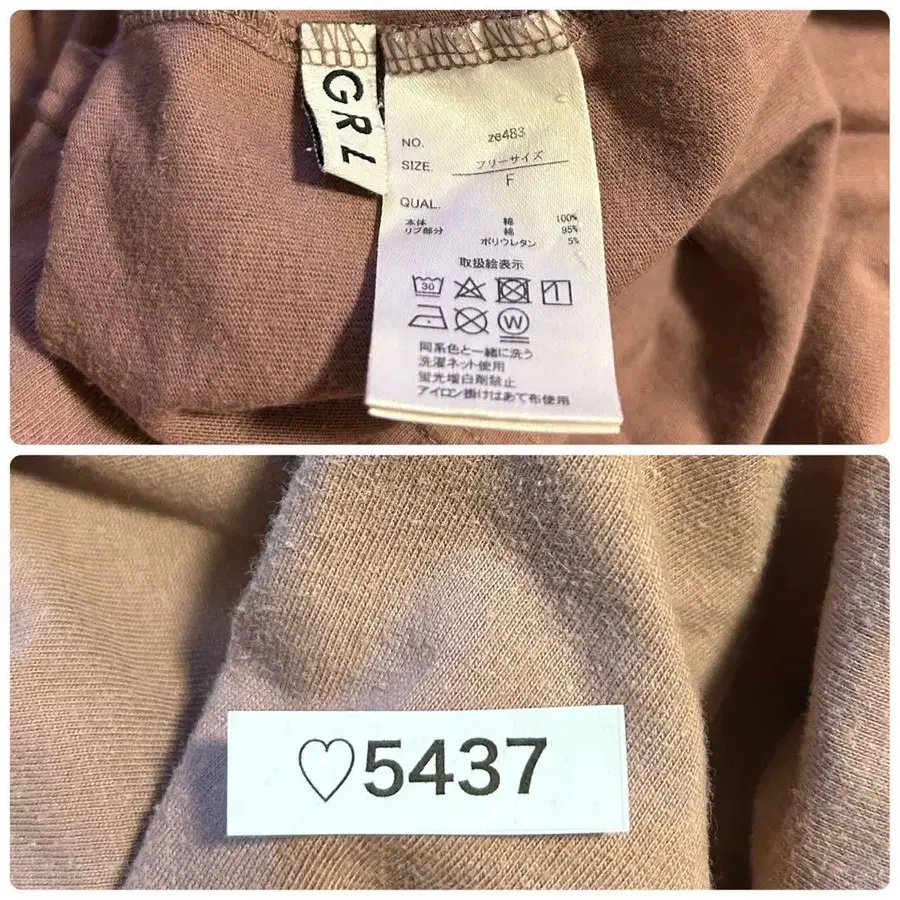 GRL
NO. ze483
SIZE. フリーサイズ
F
QUAL.
本体 綿 100%
リブ部分 綿 95%
ポリウレタン 5%
取扱絵表示
30
W
同系色と一緒に洗う
洗濯ネット使用
蛍光増白剤禁止
アイロン掛けはあて布使用
♡5437